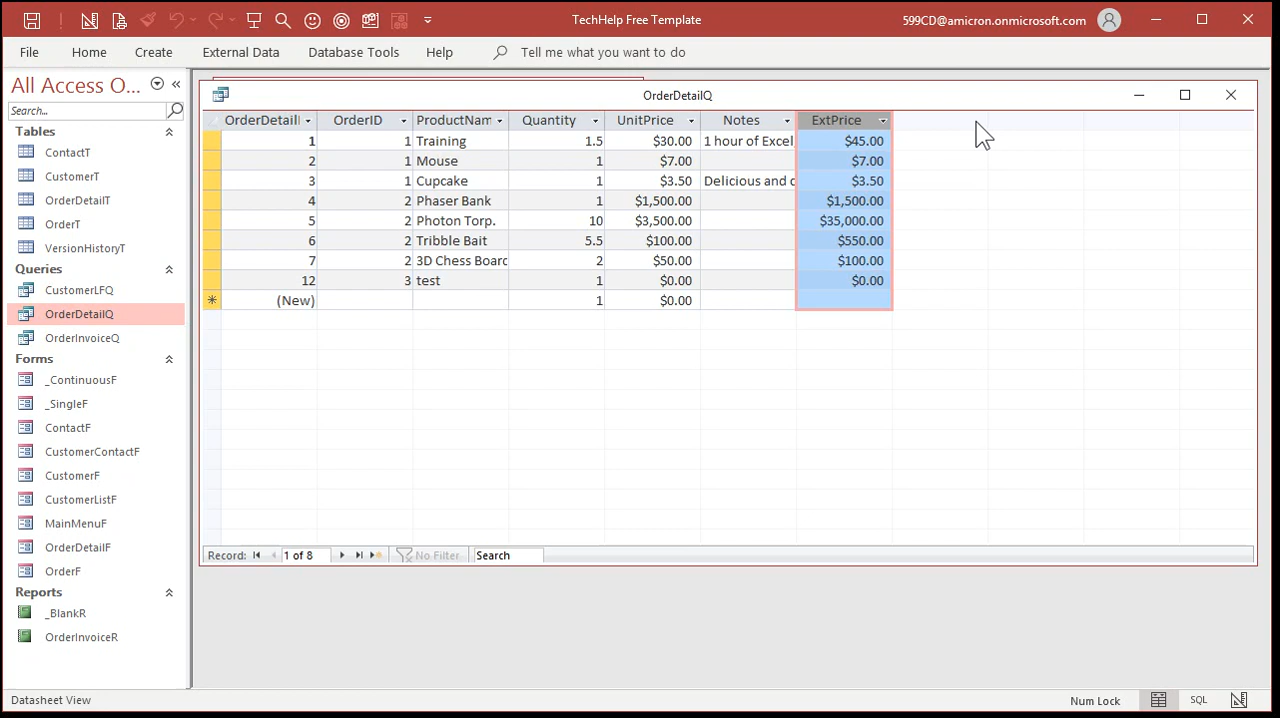 TechHelp Free Template
599CD@amicron.onmicrosoft.com
File Home Create External Data Database Tools Help Tell me what you want to do
All Access O...
Search...
Tables
ContactT
CustomerT
OrderDetailT
OrderT
VersionHistoryT
Queries
CustomerLFQ
OrderDetailQ
OrderInvoiceQ
Forms
_ContinuousF
_SingleF
ContactF
CustomerContactF
CustomerF
CustomerListF
MainMenuF
OrderDetailF
OrderF
Reports
_BlankR
OrderInvoiceR
OrderDetailQ
OrderDetailI OrderID ProductNam Quantity UnitPrice Notes ExtPrice
1 1 Training 1.5 $30.00 1 hour of Excel $45.00
2 1 Mouse 1 $7.00 $7.00
3 1 Cupcake 1 $3.50 Delicious and c $3.50
4 2 Phaser Bank 1 $1,500.00 $1,500.00
5 2 Photon Torp. 10 $3,500.00 $35,000.00
6 2 Tribble Bait 5.5 $100.00 $550.00
7 2 3D Chess Board 2 $50.00 $100.00
12 3 test 1 $0.00 $0.00
* (New) 1 $0.00
Record: 1 of 8 No Filter Search
Datasheet View Num Lock SQL